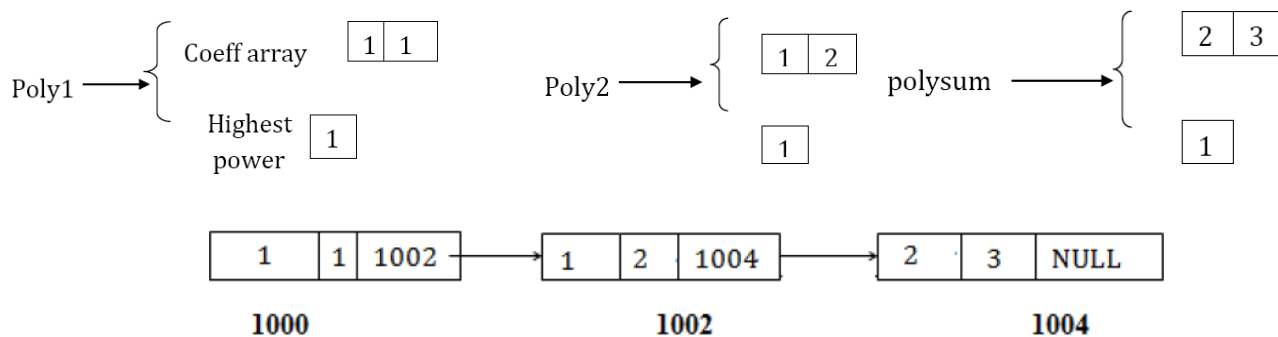 Coeff array 1 1
Poly1
Highest
power 1
Poly2
1 2
1
polysum
2 3
1
1 1 1002
1 2 1004
2 3 NULL
1000 1002 1004